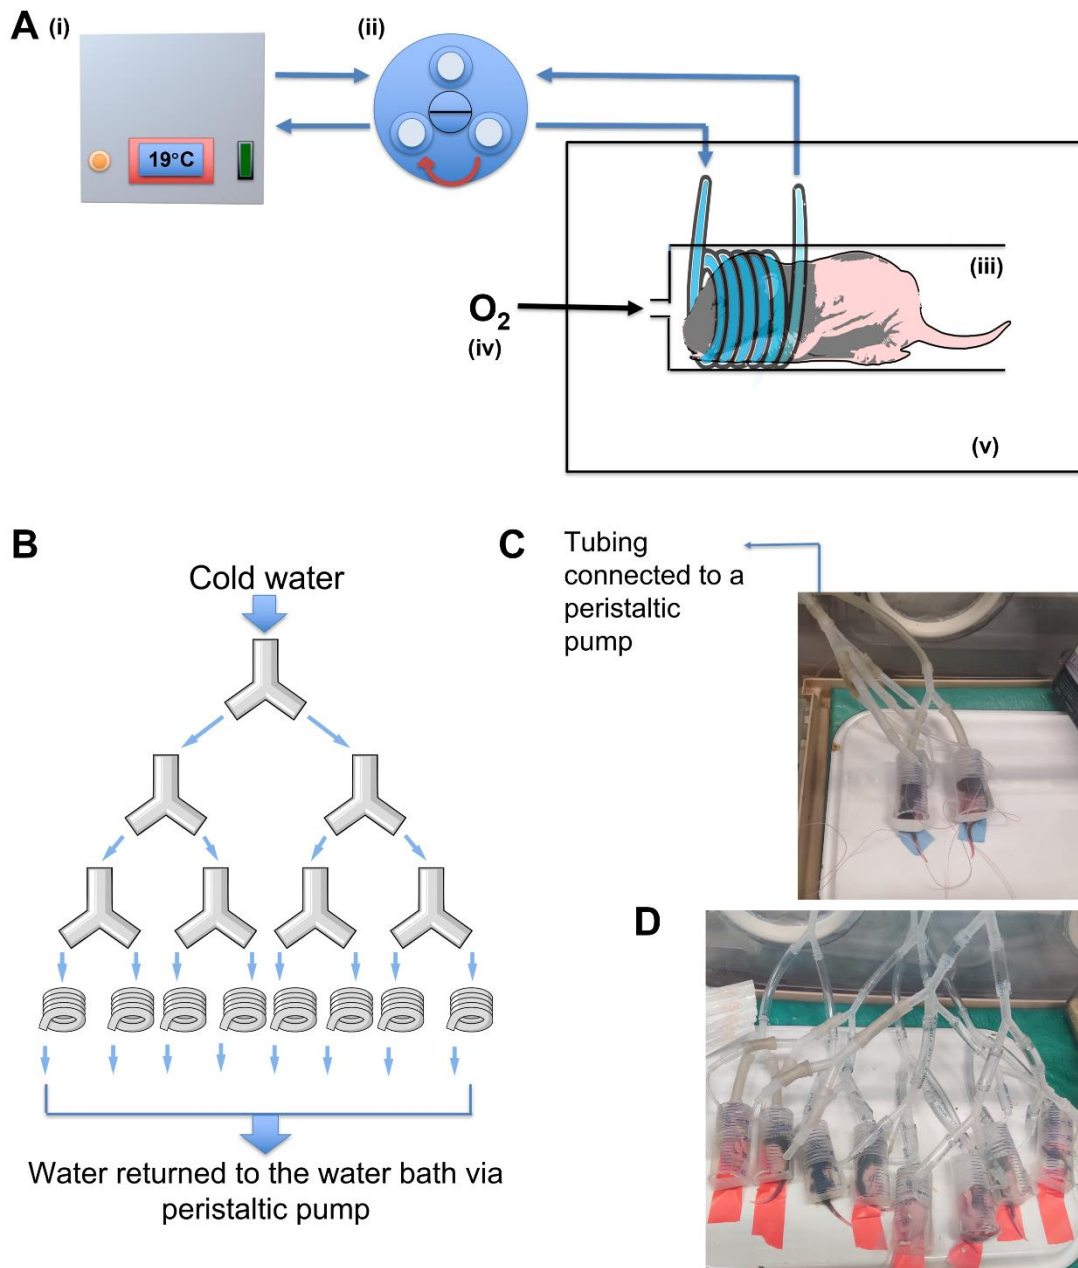 A (i) (ii)
19°C
(iii)
O₂
(iv)
(v)
B
Cold water
Water returned to the water bath via
peristaltic pump
C
Tubing
connected to a
peristaltic
pump
D